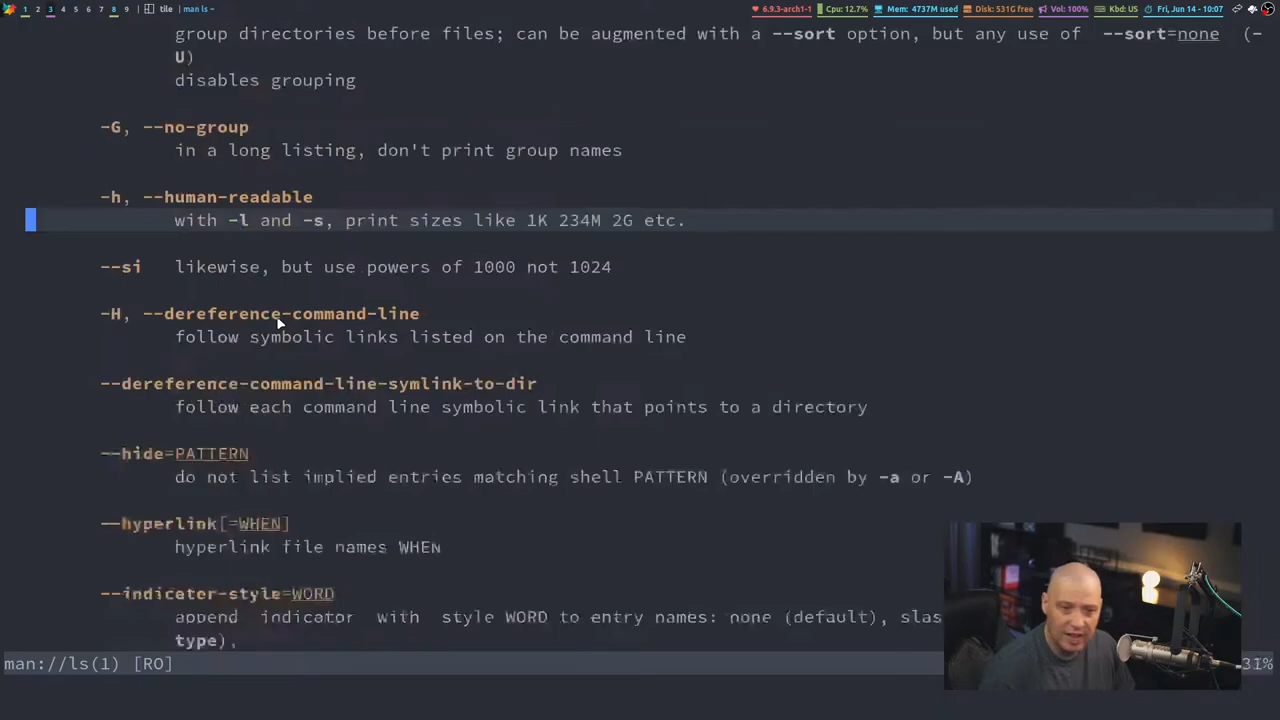 1 2 3 4 5 6 7 8 9 tile man ls ~ 6.9.3-arch1-1 Cpu: 12.7% Mem: 4737M used Disk: 531G free Vol: 100% Kbd: US Fri, Jun 14 - 10:07
group directories before files; can be augmented with a --sort option, but any use of --sort=none (-
U)
disables grouping
-G, --no-group
in a long listing, don't print group names
-h, --human-readable
with -l and -s, print sizes like 1K 234M 2G etc.
--si likewise, but use powers of 1000 not 1024
-H, --dereference-command-line
follow symbolic links listed on the command line
--dereference-command-line-symlink-to-dir
follow each command line symbolic link that points to a directory
--hide=PATTERN
do not list implied entries matching shell PATTERN (overridden by -a or -A)
--hyperlink[=WHEN]
hyperlink file names WHEN
--indicator-style=WORD
append indicator with style WORD to entry names: none (default), slas
type),
man://ls(1) [RO] 31%